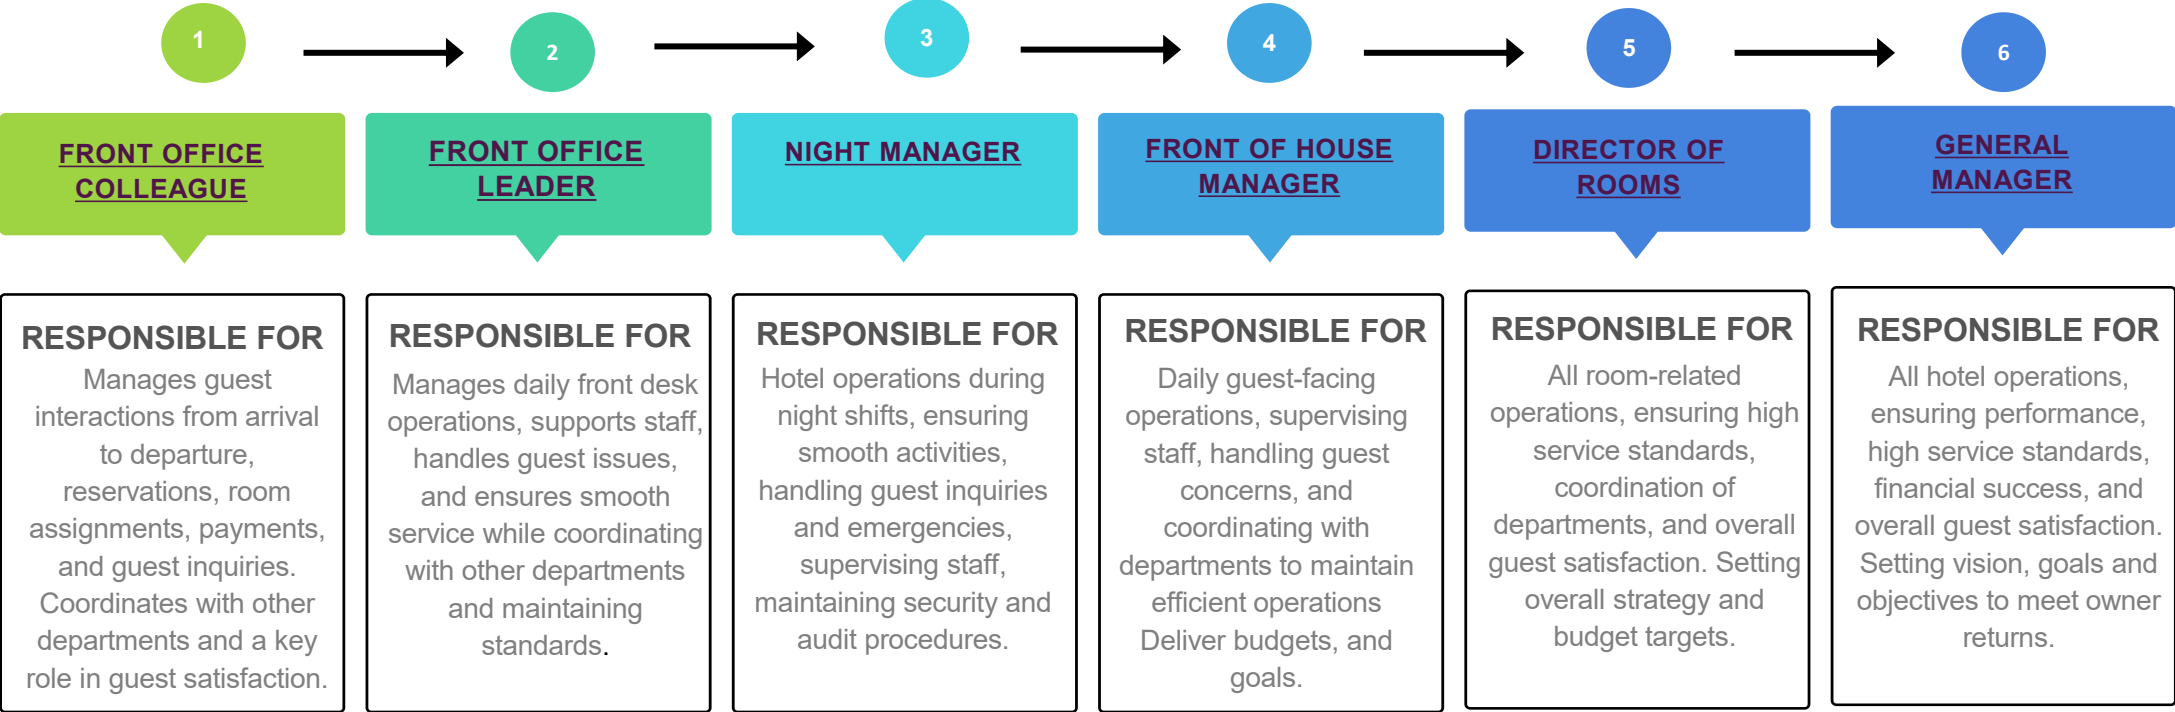 1
2
3
4
5
6
FRONT OFFICE
COLLEAGUE
FRONT OFFICE
LEADER
NIGHT MANAGER
FRONT OF HOUSE
MANAGER
DIRECTOR OF
ROOMS
GENERAL
MANAGER
RESPONSIBLE FOR
Manages guest
interactions from arrival
to departure,
reservations, room
assignments, payments,
and guest inquiries.
Coordinates with other
departments and a key
role in guest satisfaction.
RESPONSIBLE FOR
Manages daily front desk
operations, supports staff,
handles guest issues,
and ensures smooth
service while coordinating
with other departments
and maintaining
standards.
RESPONSIBLE FOR
Hotel operations during
night shifts, ensuring
smooth activities,
handling guest inquiries
and emergencies,
supervising staff,
maintaining security and
audit procedures.
RESPONSIBLE FOR
Daily guest-facing
operations, supervising
staff, handling guest
concerns, and
coordinating with
departments to maintain
efficient operations
Deliver budgets, and
goals.
RESPONSIBLE FOR
All room-related
operations, ensuring high
service standards,
coordination of
departments, and overall
guest satisfaction. Setting
overall strategy and
budget targets.
RESPONSIBLE FOR
All hotel operations,
ensuring performance,
high service standards,
financial success, and
overall guest satisfaction.
Setting vision, goals and
objectives to meet owner
returns.